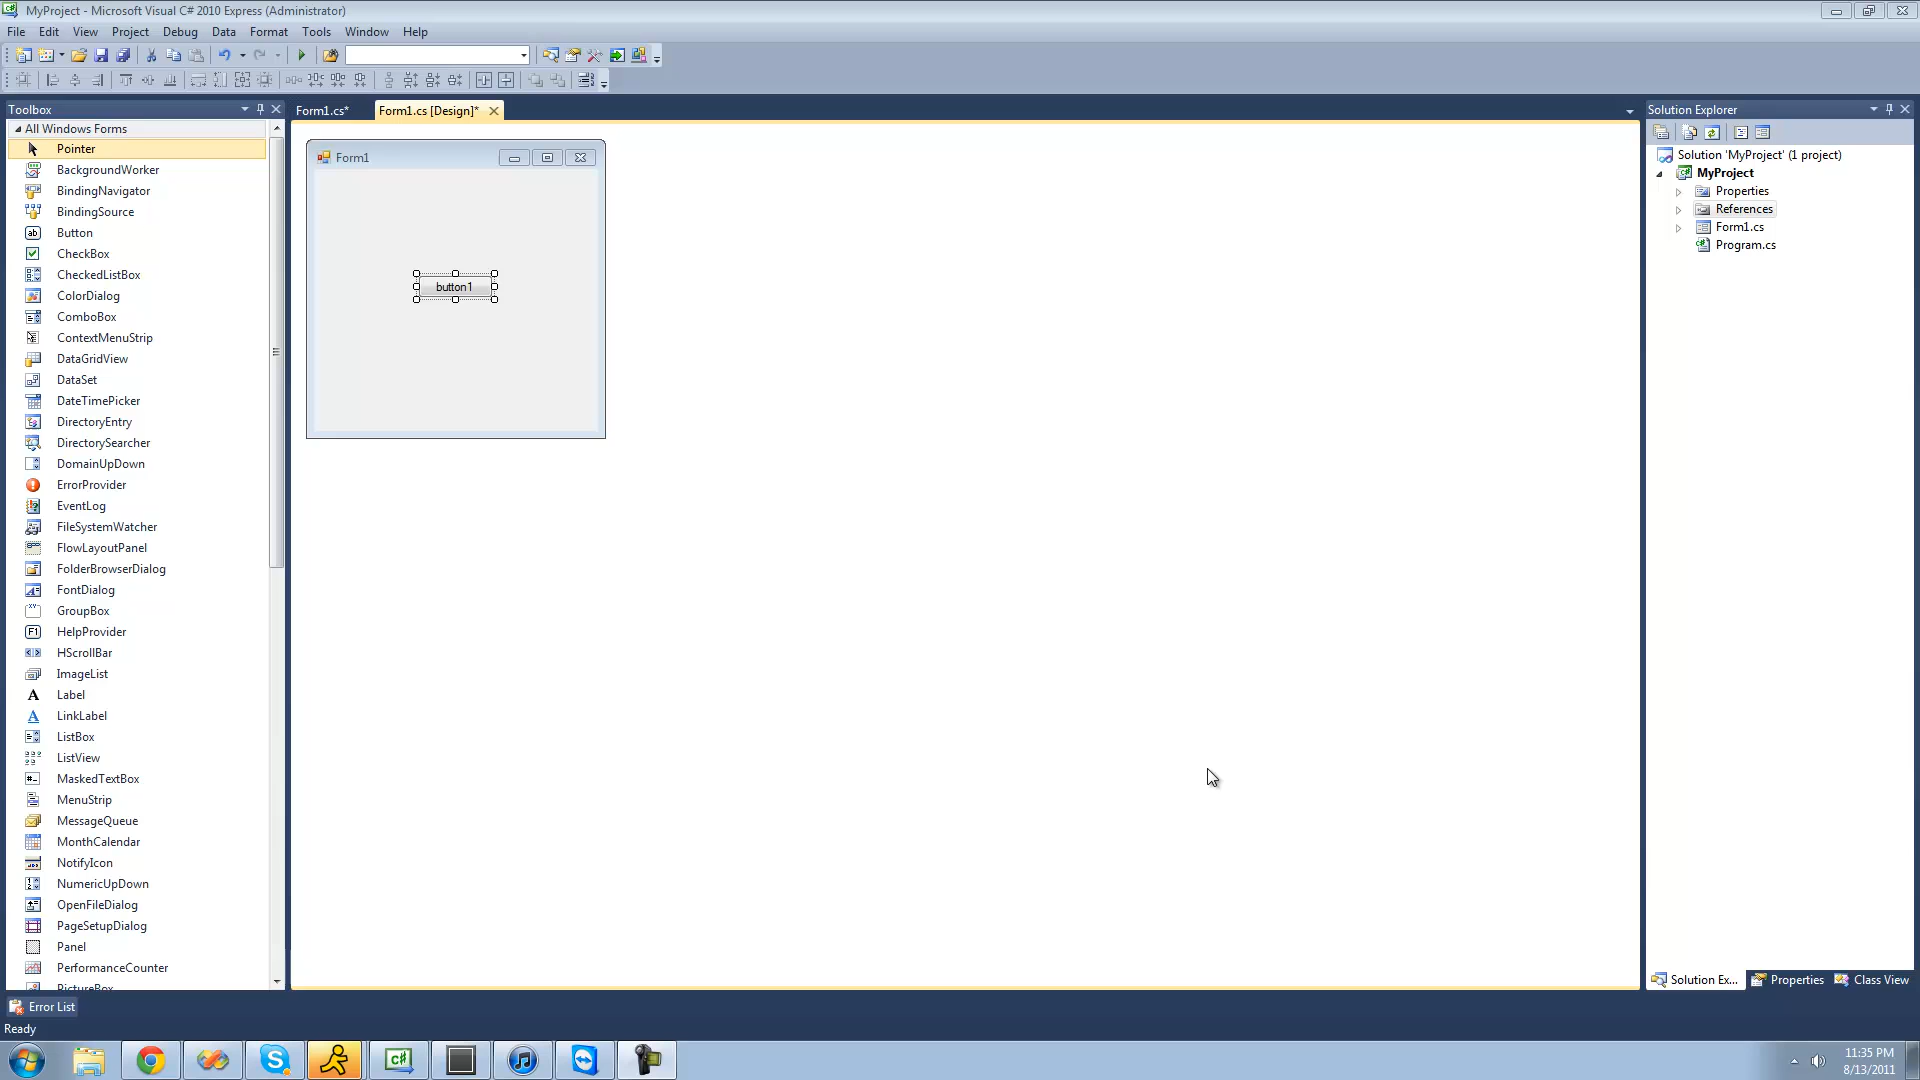 MyProject - Microsoft Visual C# 2010 Express (Administrator)
File Edit View Project Debug Data Format Tools Window Help
Toolbox
Form1.cs*
Form1.cs [Design]*
Solution Explorer
All Windows Forms
Pointer
BackgroundWorker
BindingNavigator
BindingSource
Button
CheckBox
CheckedListBox
ColorDialog
ComboBox
ContextMenuStrip
DataGridView
DataSet
DateTimePicker
DirectoryEntry
DirectorySearcher
DomainUpDown
ErrorProvider
EventLog
FileSystemWatcher
FlowLayoutPanel
FolderBrowserDialog
FontDialog
GroupBox
HelpProvider
HScrollBar
ImageList
Label
LinkLabel
ListBox
ListView
MaskedTextBox
MenuStrip
MessageQueue
MonthCalendar
NotifyIcon
NumericUpDown
OpenFileDialog
PageSetupDialog
Panel
PerformanceCounter
PictureBox
Form1
button1
Solution 'MyProject' (1 project)
MyProject
Properties
References
Form1.cs
Program.cs
Solution Ex...
Properties
Class View
Error List
Ready
11:35 PM
8/13/2011